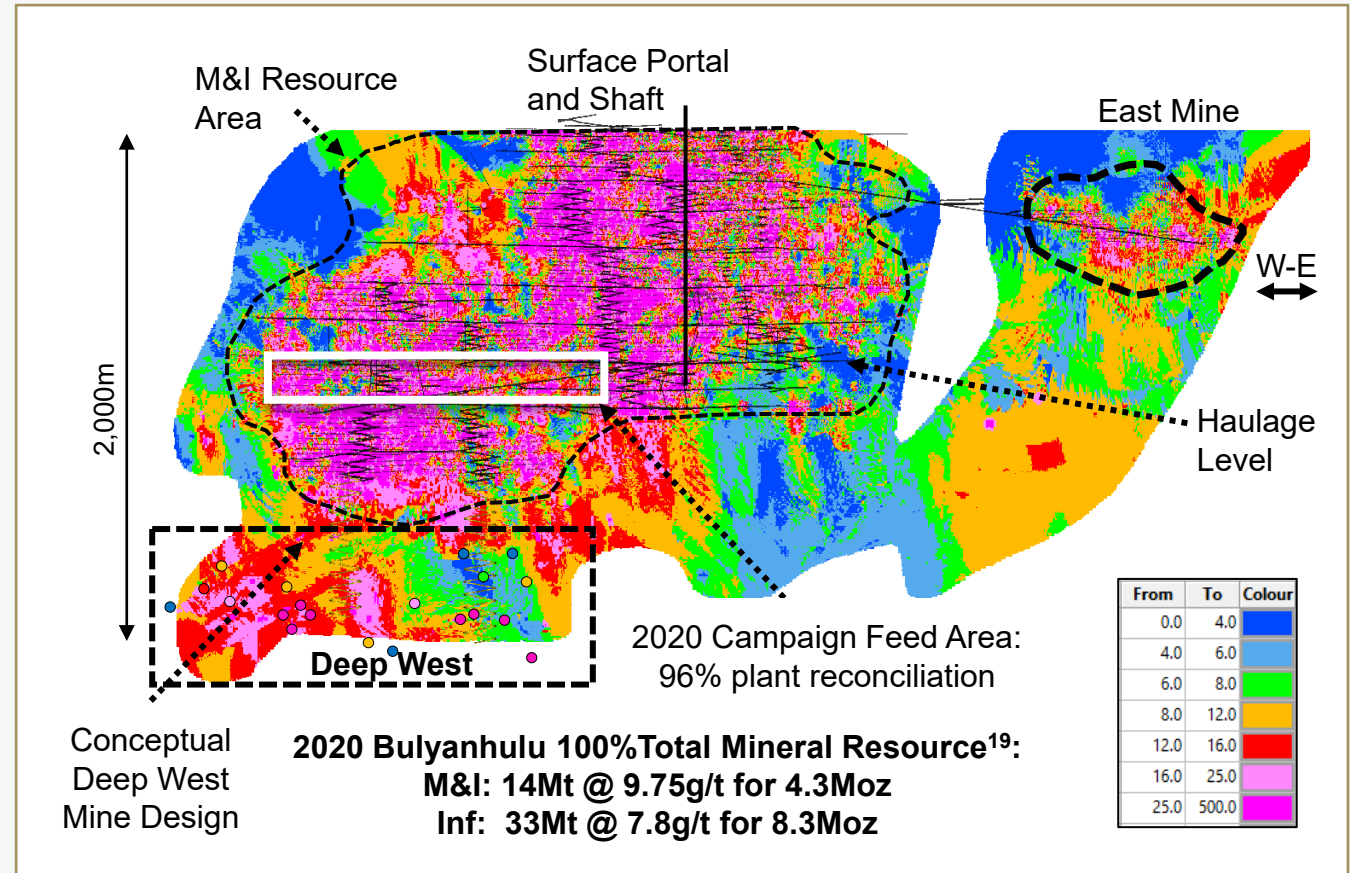 M&I Resource
Area
Surface Portal
and Shaft
East Mine
W-E
2,000m
Haulage
Level
Deep West
2020 Campaign Feed Area:
96% plant reconciliation
Conceptual
Deep West
Mine Design
2020 Bulyanhulu 100%Total Mineral Resource¹⁹:
M&I: 14Mt @ 9.75g/t for 4.3Moz
Inf: 33Mt @ 7.8g/t for 8.3Moz
From To Colour
0.0 4.0
4.0 6.0
6.0 8.0
8.0 12.0
12.0 16.0
16.0 25.0
25.0 500.0